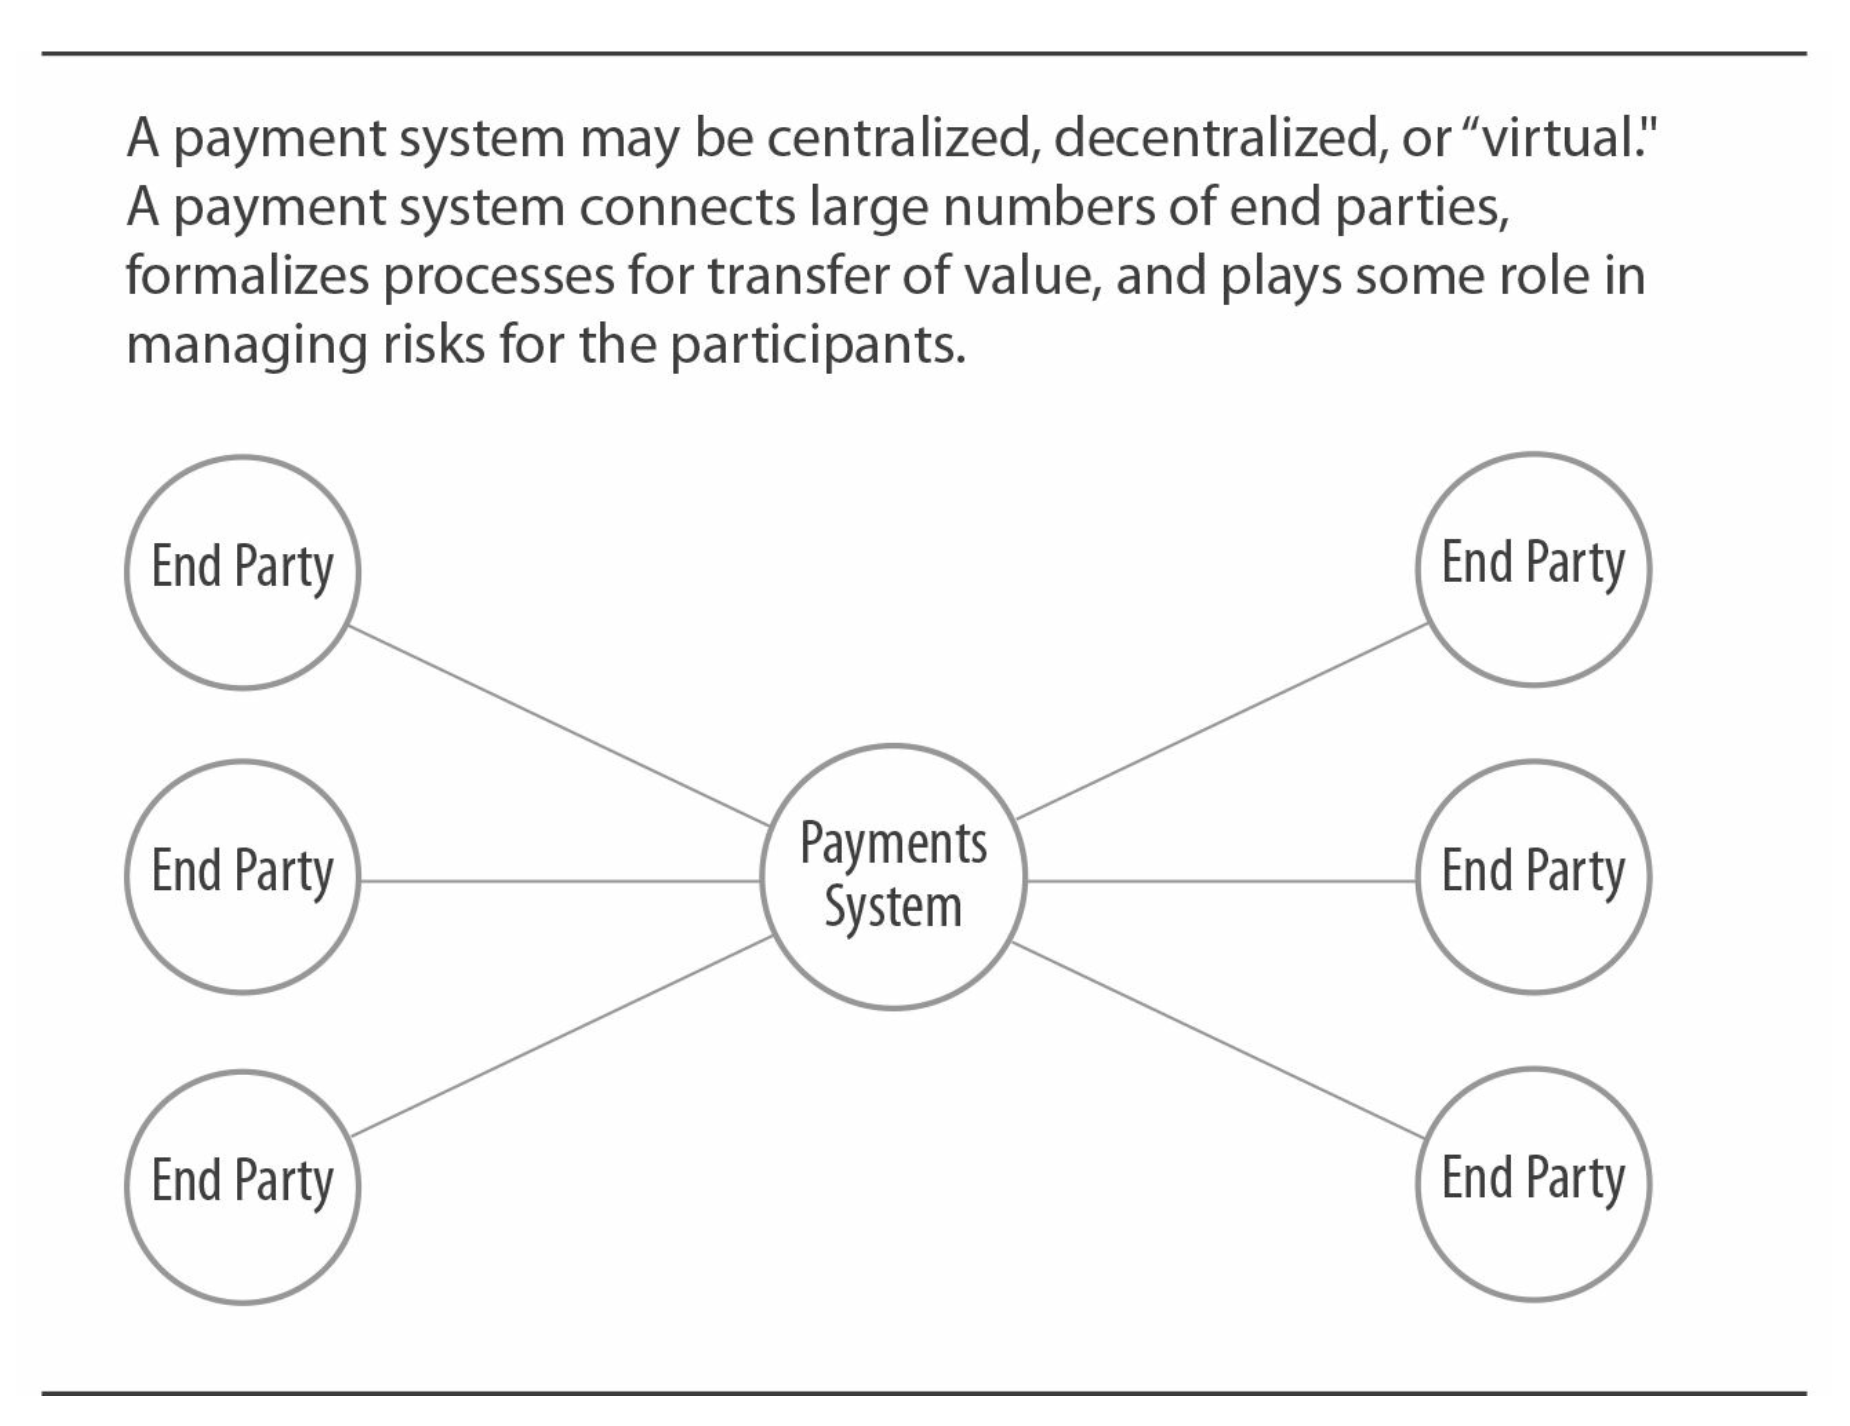 A payment system may be centralized, decentralized, or “virtual."
A payment system connects large numbers of end parties,
formalizes processes for transfer of value, and plays some role in
managing risks for the participants.
End Party
End Party
End Party
Payments
System
End Party
End Party
End Party